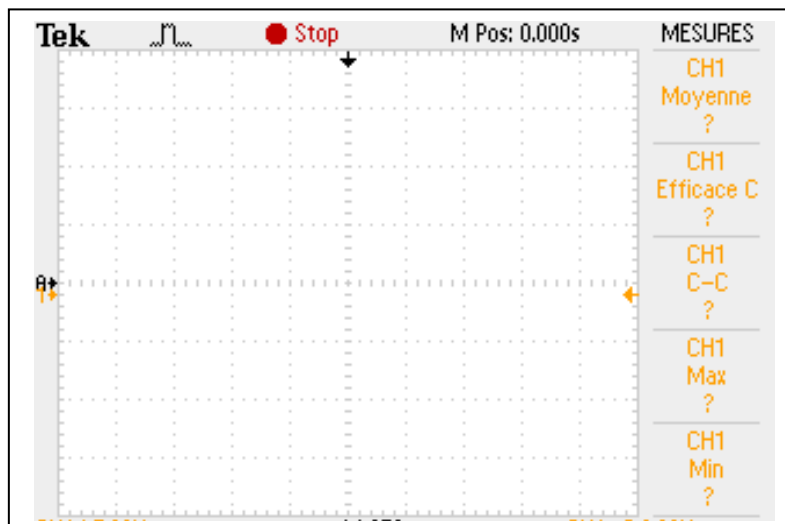 Tek Stop M Pos: 0.000s MESURES
CH1
Moyenne
?
CH1
Efficace C
?
CH1
C-C
?
CH1
Max
?
CH1
Min
?